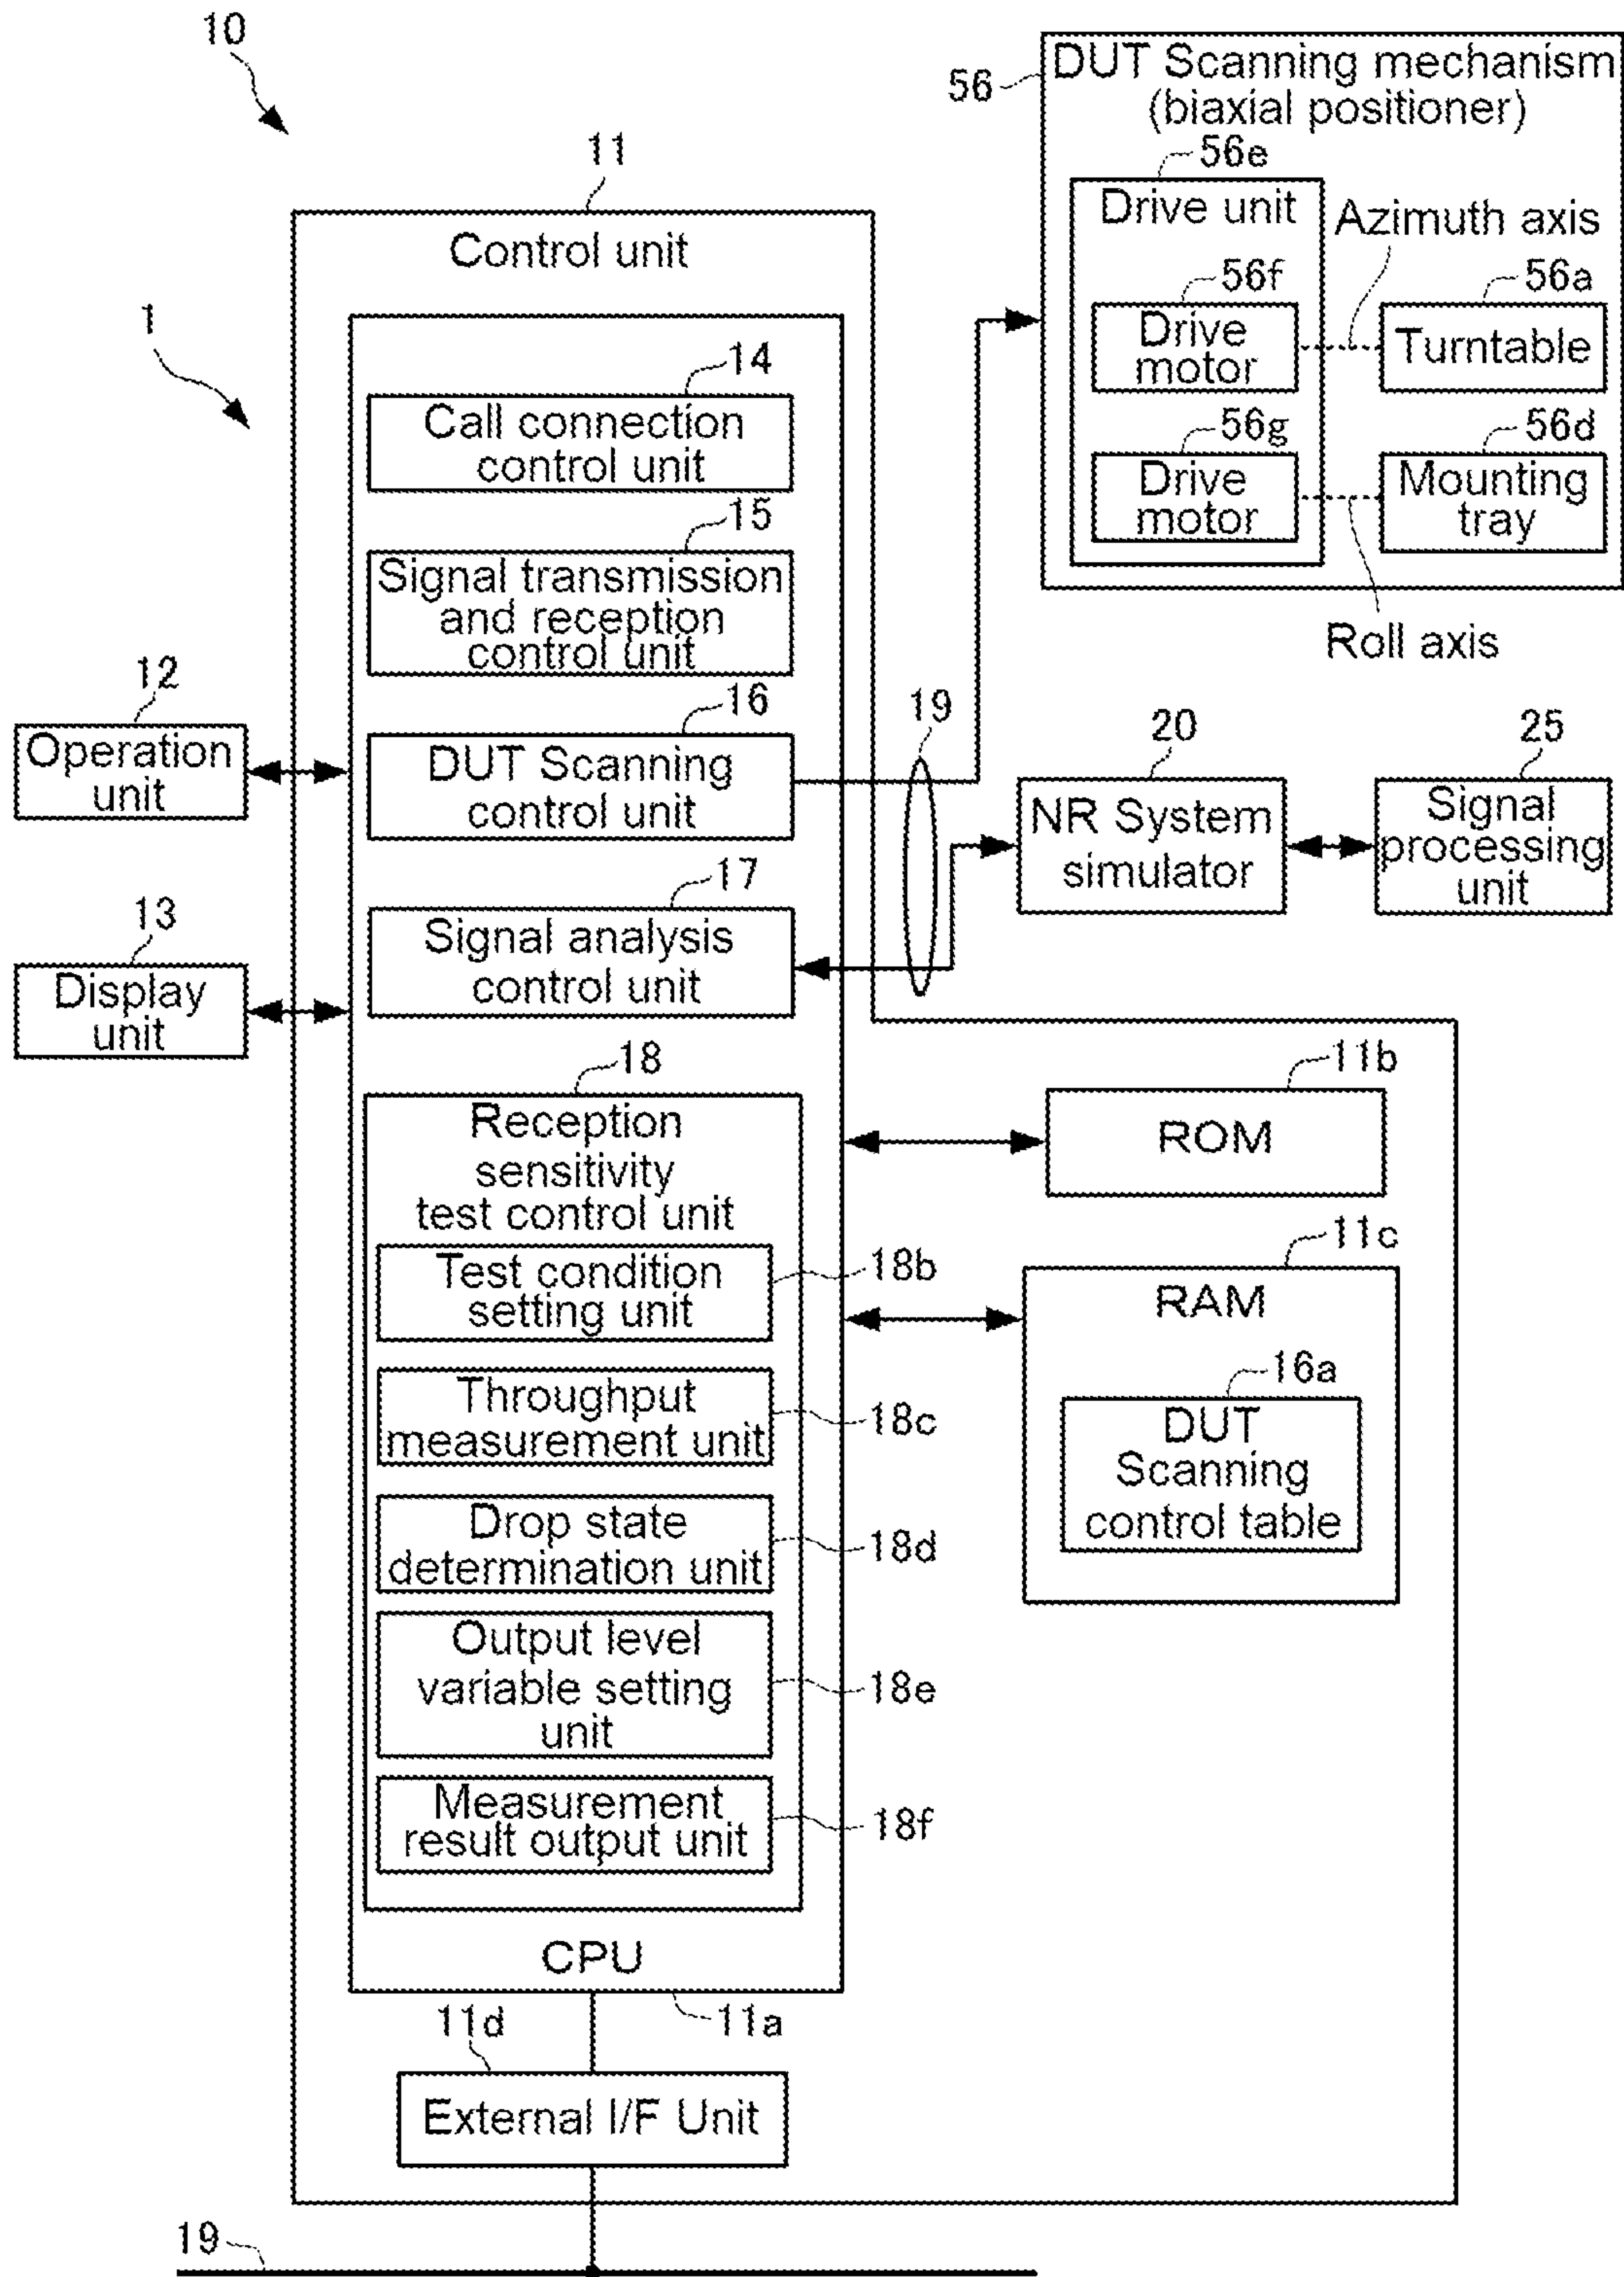 10
1
11
Control unit
14
Call connection
control unit
15
Signal transmission
and reception
control unit
16
DUT Scanning
control unit
17
Signal analysis
control unit
18
Reception
sensitivity
test control unit
Test condition
setting unit
18b
Throughput
measurement unit
18c
Drop state
determination unit
18d
Output level
variable setting
unit
18e
Measurement
result output unit
18f
CPU
11a
11d
External I/F Unit
19
12
Operation
unit
13
Display
unit
56
DUT Scanning mechanism
(biaxial positioner)
56e
Drive unit
Azimuth axis
56f
Drive
motor
56a
Turntable
56g
Drive
motor
56d
Mounting
tray
Roll axis
19
20
NR System
simulator
25
Signal
processing
unit
11b
ROM
11c
RAM
16a
DUT
Scanning
control table